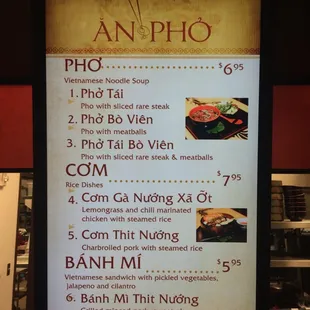 ĂN PHỞ
PHỞ $6.95
Vietnamese Noodle Soup
1. Phở Tái
Pho with sliced rare steak
2. Phở Bò Viên
Pho with meatballs
3. Phở Tái Bò Viên
Pho with sliced rare steak & meatballs
CƠM $7.95
Rice Dishes
4. Cơm Gà Nướng Xã Ớt
Lemongrass and chili marinated
chicken with steamed rice
5. Cơm Thit Nướng
Charbroiled pork with steamed rice
BÁNH MÍ $5.95
Vietnamese sandwich with pickled vegetables,
jalapeno and cilantro
6. Bánh Mì Thit Nướng